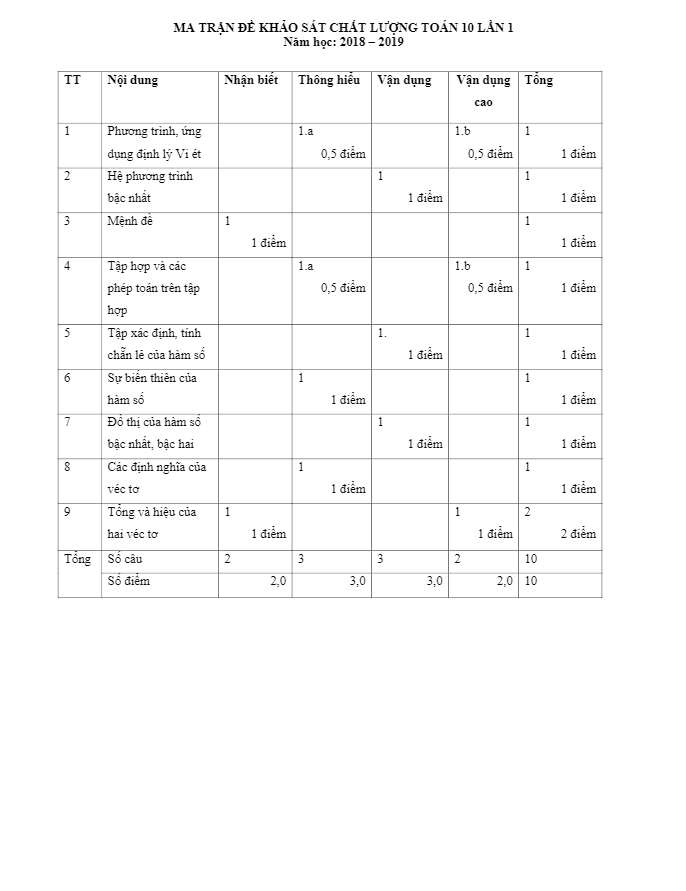 MA TRẬN ĐỀ KHẢO SÁT CHẤT LƯỢNG TOÁN 10 LẦN 1
Năm học: 2018 – 2019
TT Nội dung Nhận biết Thông hiểu Vận dụng Vận dụng cao Tổng
1 Phương trình, ứng 1.a 1.b 1
dụng định lý Vi ét 0,5 điểm 0,5 điểm 1 điểm
2 Hệ phương trình 1 1
bậc nhất 1 điểm 1 điểm
3 Mệnh đề 1 1
1 điểm 1 điểm
4 Tập hợp và các 1.a 1.b 1
phép toán trên tập 0,5 điểm 0,5 điểm 1 điểm
hợp
5 Tập xác định, tính 1. 1
chẵn lẻ của hàm số 1 điểm 1 điểm
6 Sự biến thiên của 1 1
hàm số 1 điểm 1 điểm
7 Đồ thị của hàm số 1 1
bậc nhất, bậc hai 1 điểm 1 điểm
8 Các định nghĩa của 1 1
véc tơ 1 điểm 1 điểm
9 Tổng và hiệu của 1 1 2
hai véc tơ 1 điểm 1 điểm 2 điểm
Tổng Số câu 2 3 3 2 10
Số điểm 2,0 3,0 3,0 2,0 10